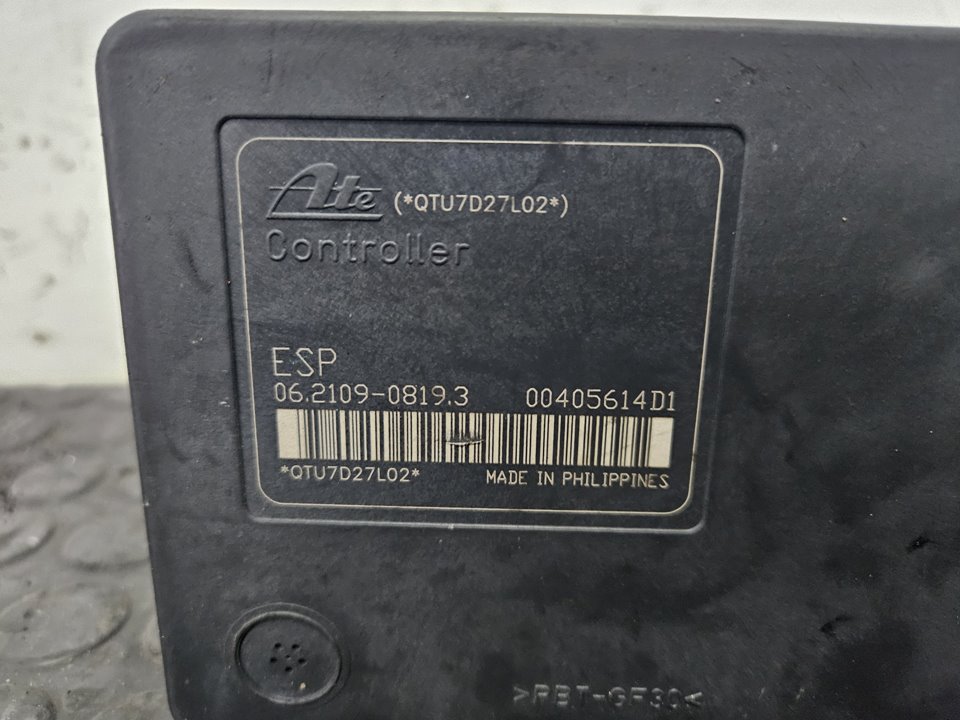 Ate (*QTU7D27L02*)
Controller
ESP
06.2109-0819.3 00405614D1
*QTU7D27L02* MADE IN PHILIPPINES
>PBT-GF30<